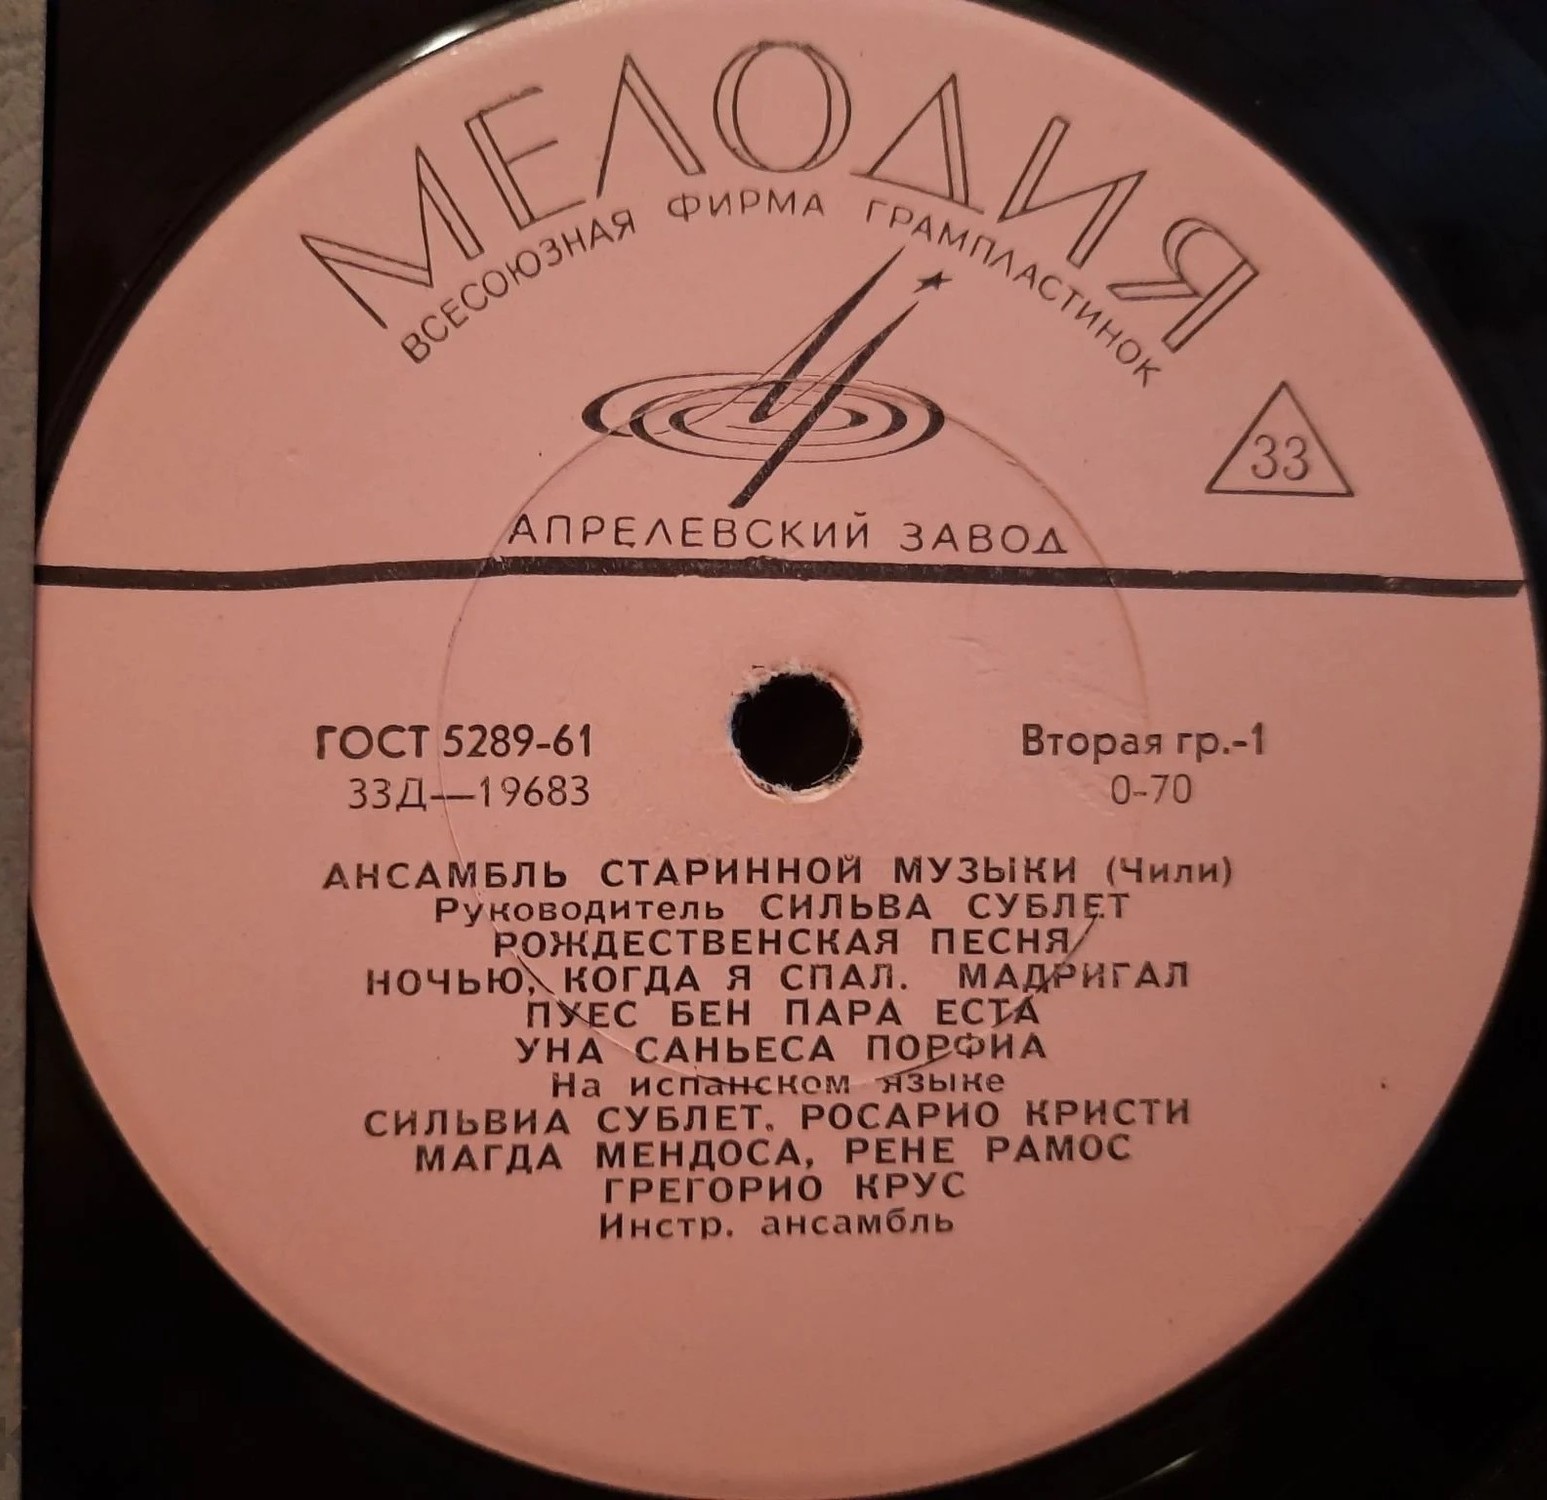 МЕЛОДИЯ
ВСЕСОЮЗНАЯ ФИРМА ГРАМПЛАСТИНОК
33
АПРЕЛЕВСКИЙ ЗАВОД
ГОСТ 5289-61
Вторая гр.-1
33Д—19683
0-70
АНСАМБЛЬ СТАРИННОЙ МУЗЫКИ (Чили)
Руководитель СИЛЬВА СУБЛЕТ
РОЖДЕСТВЕНСКАЯ ПЕСНЯ
НОЧЬЮ, КОГДА Я СПАЛ. МАДРИГАЛ
ПУЕС БЕН ПАРА ЕСТА
УНА САНЬЕСА ПОРФИА
На испанском языке
СИЛЬВИА СУБЛЕТ, РОСАРИО КРИСТИ
МАГДА МЕНДОСА, РЕНЕ РАМОС
ГРЕГОРИО КРУС
Инстр. ансамбль